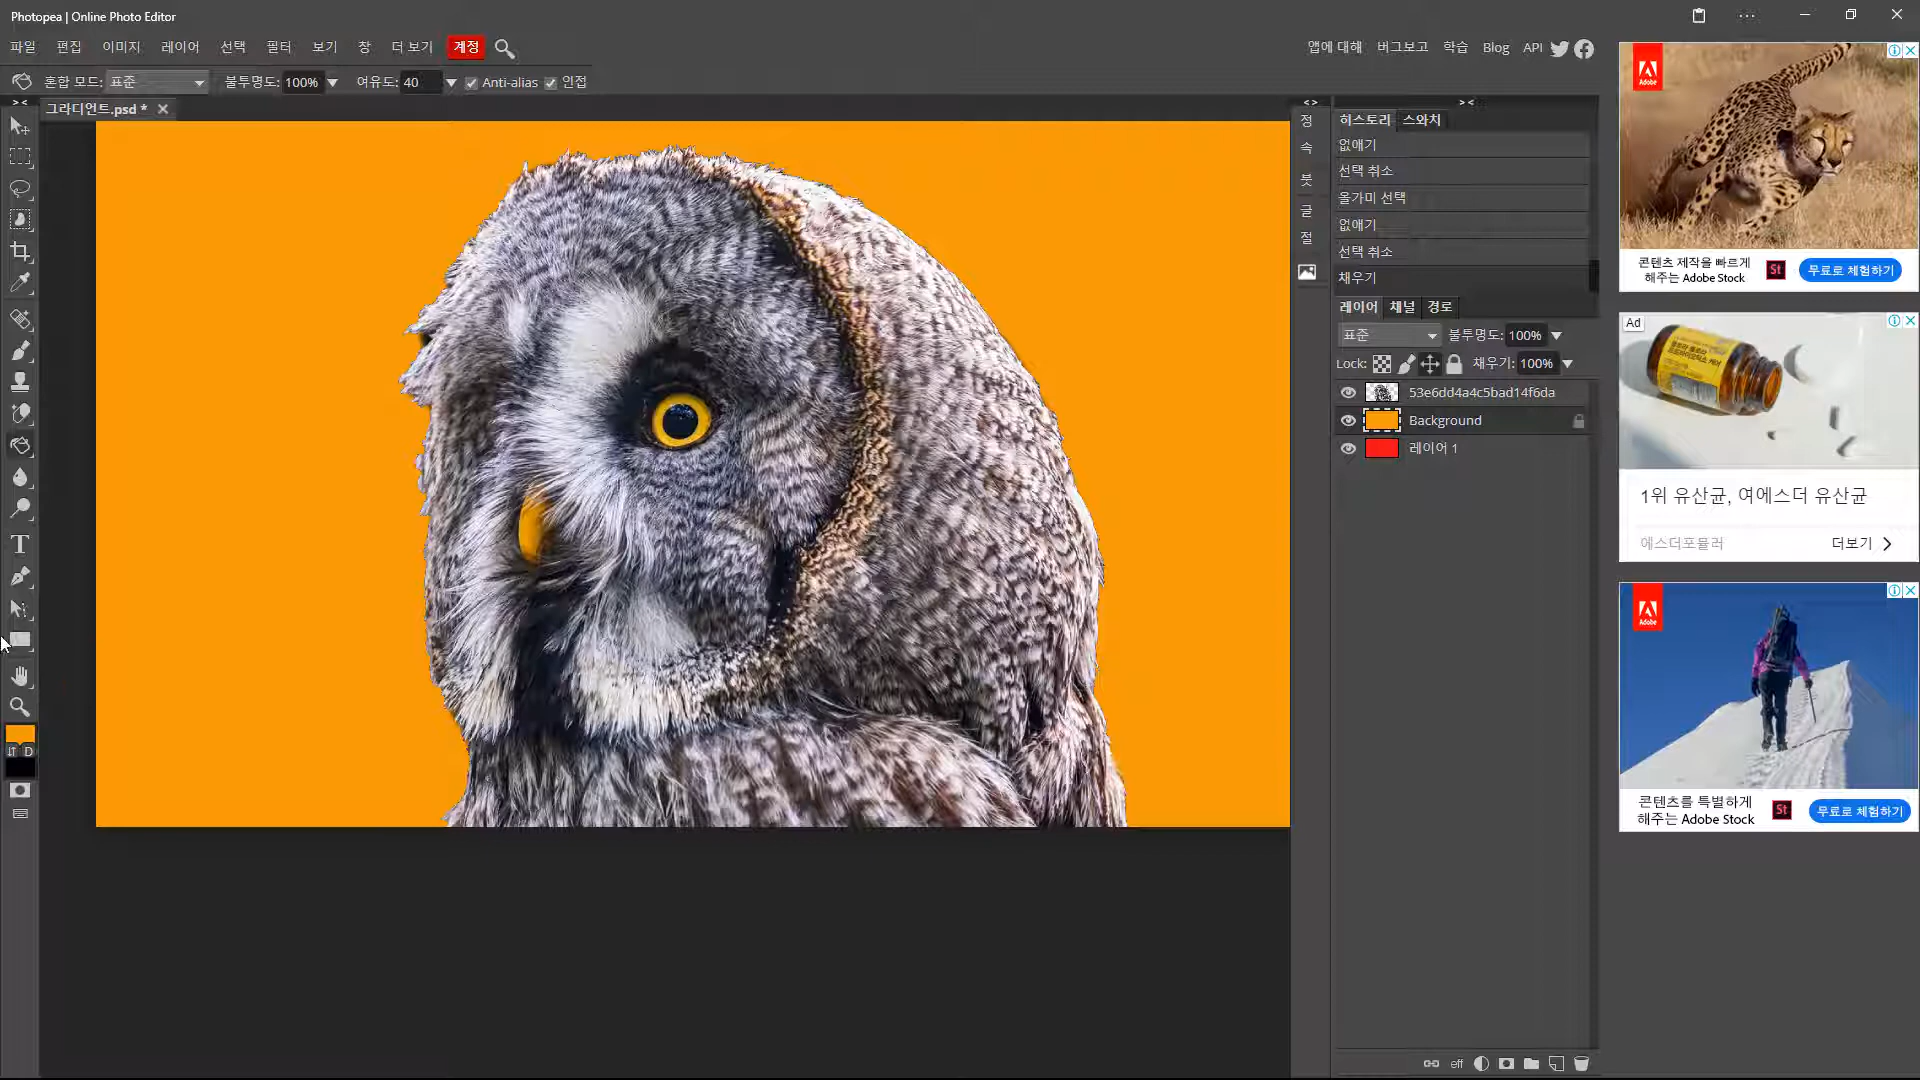 Photopea | Online Photo Editor
파일 편집 이미지 레이어 선택 필터 보기 창 더 보기 계정
앱에 대해 버그보고 학습 Blog API
혼합 모드: 표준 불투명도: 100% 여유도: 40 Anti-alias 인접
그라디언트.psd *
D
정
속
붓
글
절
히스토리 스와치
없애기
선택 취소
올가미 선택
없애기
선택 취소
채우기
레이어 채널 경로
표준 불투명도: 100%
Lock: 채우기: 100%
53e6dd4a4c5bad14f6da
Background
레이어 1
eff
Adobe
콘텐츠 제작을 빠르게
해주는 Adobe Stock
St
무료로 체험하기
Ad
1위 유산균, 여에스더 유산균
에스더포뮬러
더보기
Adobe
콘텐츠를 특별하게
해주는 Adobe Stock
St
무료로 체험하기